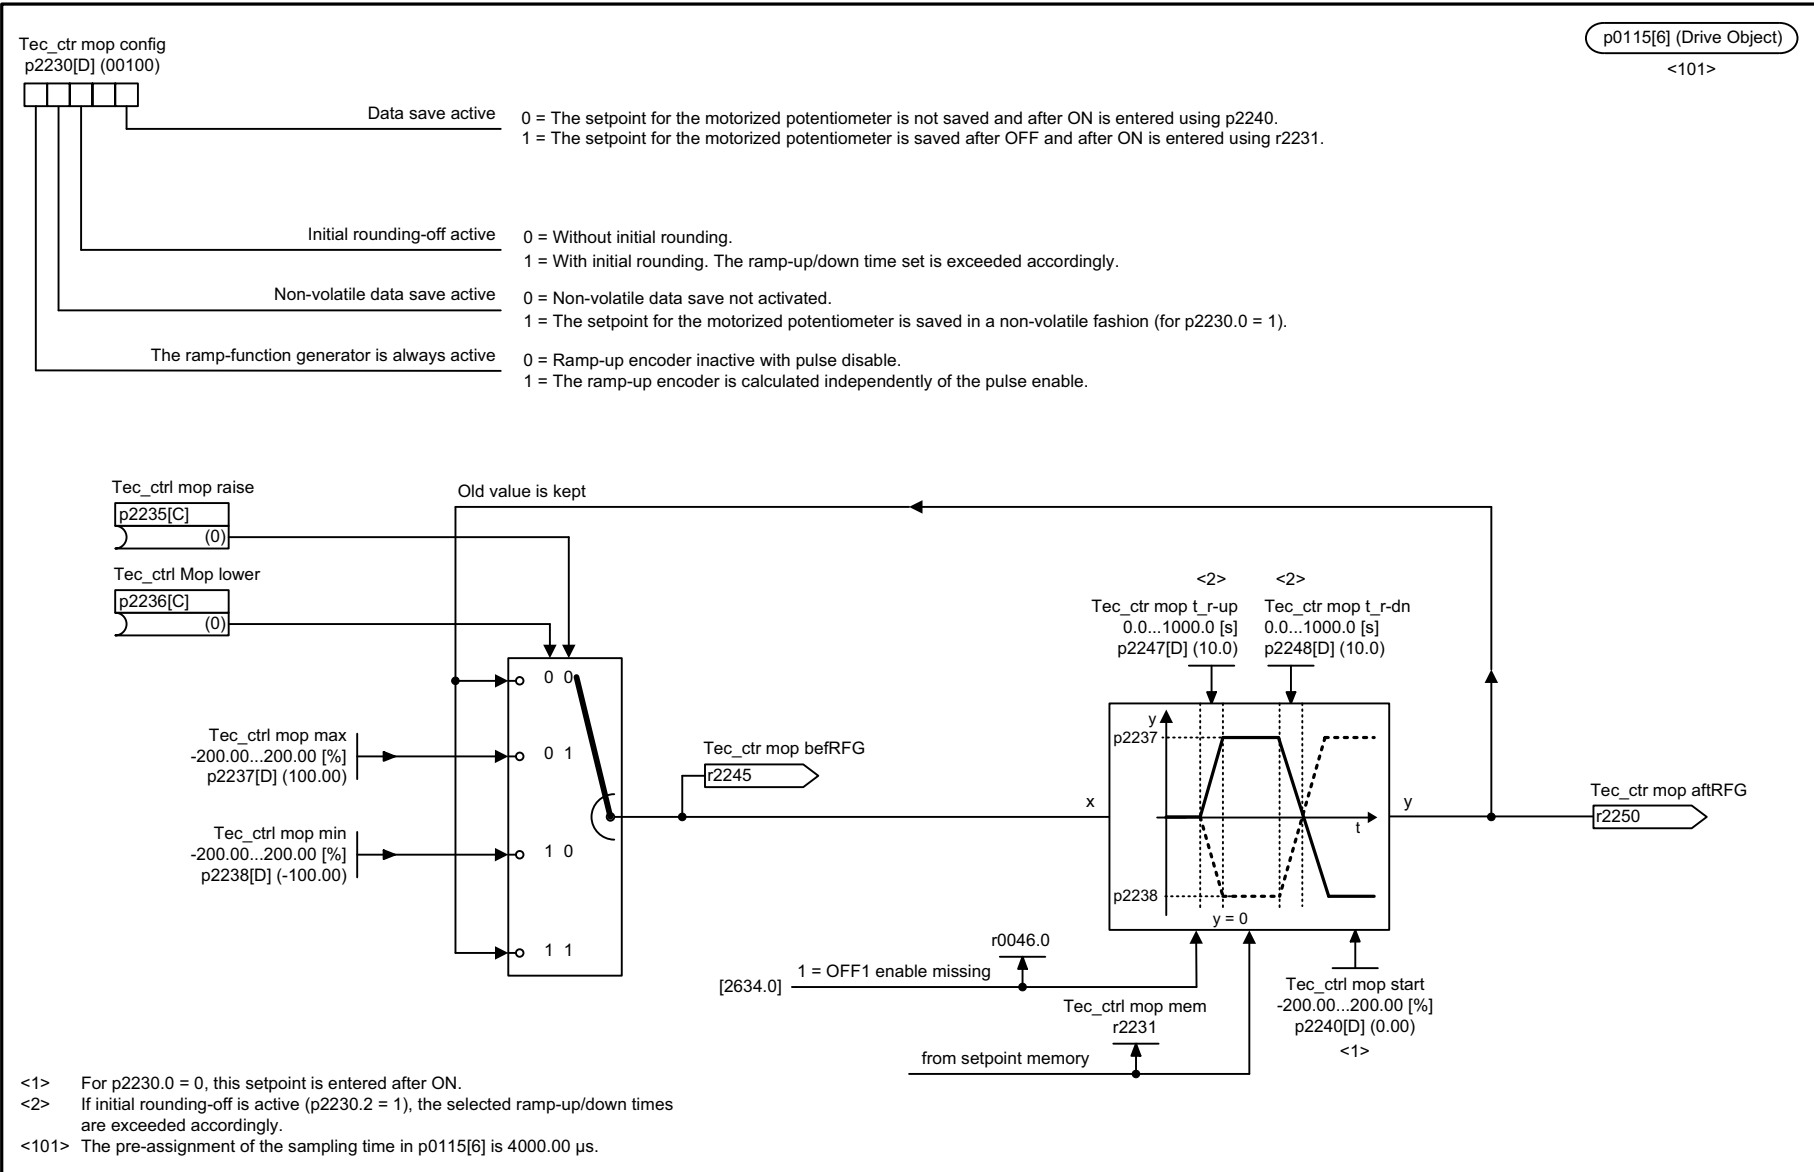 Tec_ctr mop config
p2230[D] (00100)
p0115[6] (Drive Object)
<101>
Data save active
0 = The setpoint for the motorized potentiometer is not saved and after ON is entered using p2240.
1 = The setpoint for the motorized potentiometer is saved after OFF and after ON is entered using r2231.
Initial rounding-off active
0 = Without initial rounding.
1 = With initial rounding. The ramp-up/down time set is exceeded accordingly.
Non-volatile data save active
0 = Non-volatile data save not activated.
1 = The setpoint for the motorized potentiometer is saved in a non-volatile fashion (for p2230.0 = 1).
The ramp-function generator is always active
0 = Ramp-up encoder inactive with pulse disable.
1 = The ramp-up encoder is calculated independently of the pulse enable.
Tec_ctrl mop raise
p2235[C]
(0)
Old value is kept
Tec_ctrl Mop lower
p2236[C]
(0)
0 0
0 1
1 0
1 1
Tec_ctrl mop max
-200.00...200.00 [%]
p2237[D] (100.00)
Tec_ctrl mop min
-200.00...200.00 [%]
p2238[D] (-100.00)
Tec_ctr mop befRFG
r2245
<2>
Tec_ctr mop t_r-up
0.0...1000.0 [s]
p2247[D] (10.0)
<2>
Tec_ctr mop t_r-dn
0.0...1000.0 [s]
p2248[D] (10.0)
x
y
p2237
t
p2238
y = 0
y
Tec_ctr mop aftRFG
r2250
r0046.0
[2634.0]
1 = OFF1 enable missing
Tec_ctrl mop mem
r2231
from setpoint memory
Tec_ctrl mop start
-200.00...200.00 [%]
p2240[D] (0.00)
<1>
<1> For p2230.0 = 0, this setpoint is entered after ON.
<2> If initial rounding-off is active (p2230.2 = 1), the selected ramp-up/down times
are exceeded accordingly.
<101> The pre-assignment of the sampling time in p0115[6] is 4000.00 µs.